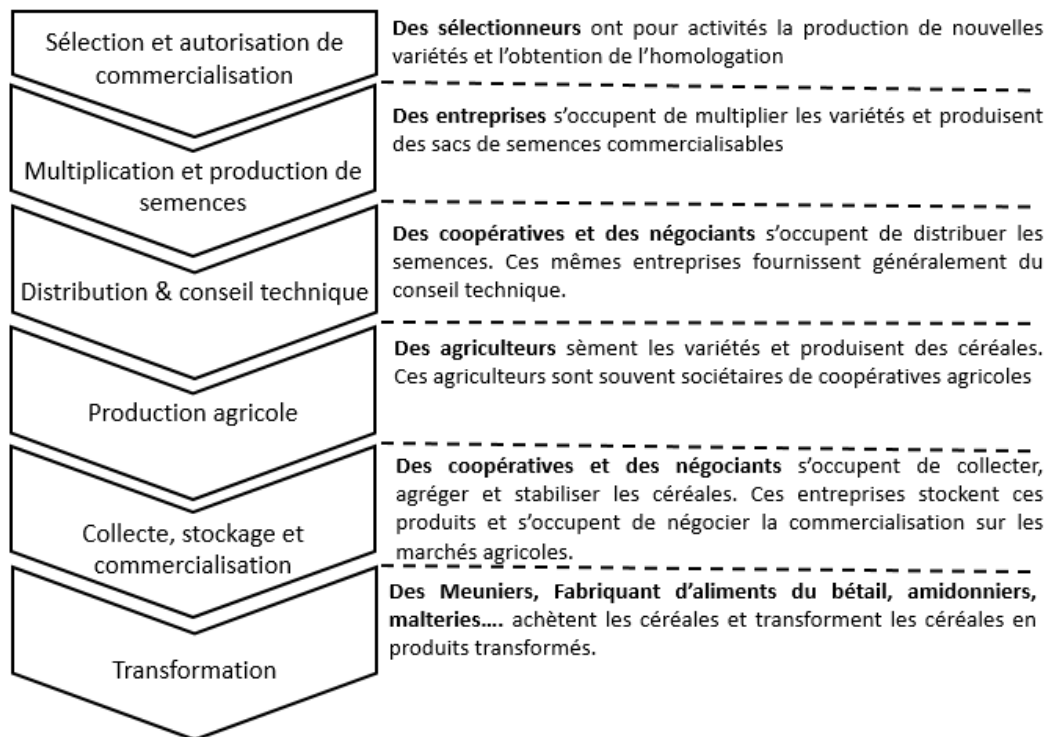 Sélection et autorisation de
commercialisation
Des sélectionneurs ont pour activités la production de nouvelles
variétés et l'obtention de l'homologation
Multiplication et production de
semences
Des entreprises s'occupent de multiplier les variétés et produisent
des sacs de semences commercialisables
Distribution & conseil technique
Des coopératives et des négociants s'occupent de distribuer les
semences. Ces mêmes entreprises fournissent généralement du
conseil technique.
Production agricole
Des agriculteurs sèment les variétés et produisent des céréales.
Ces agriculteurs sont souvent sociétaires de coopératives agricoles
Collecte, stockage et
commercialisation
Des coopératives et des négociants s'occupent de collecter,
agréger et stabiliser les céréales. Ces entreprises stockent ces
produits et s'occupent de négocier la commercialisation sur les
marchés agricoles.
Transformation
Des Meuniers, Fabriquant d'aliments du bétail, amidonniers,
malteries.... achètent les céréales et transforment les céréales en
produits transformés.